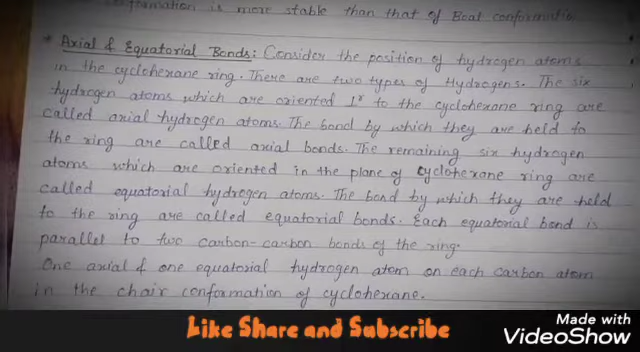 formation is more stable than that of Boat conformatio
* Axial & Equatorial Bonds: Consider the position of hydrogen atoms
in the cyclohexane ring. There are two types of Hydrogens. The six
hydrogen atoms which are oriented 1r to the cyclohexane ring are
called axial hydrogen atoms. The bond by which they are held to
the ring are called axial bonds. The remaining six hydrogen
atoms which are oriented in the plane of cyclohexane ring are
called equatorial hydrogen atoms. The bond by which they are held
to the ring are called equatorial bonds. Each equatorial bond is
parallel to two carbon-carbon bonds of the ring.
One axial & one equatorial hydrogen atom on each carbon atom
in the chair conformation of cyclohexane.
Like Share and Subscribe
Made with
VideoShow